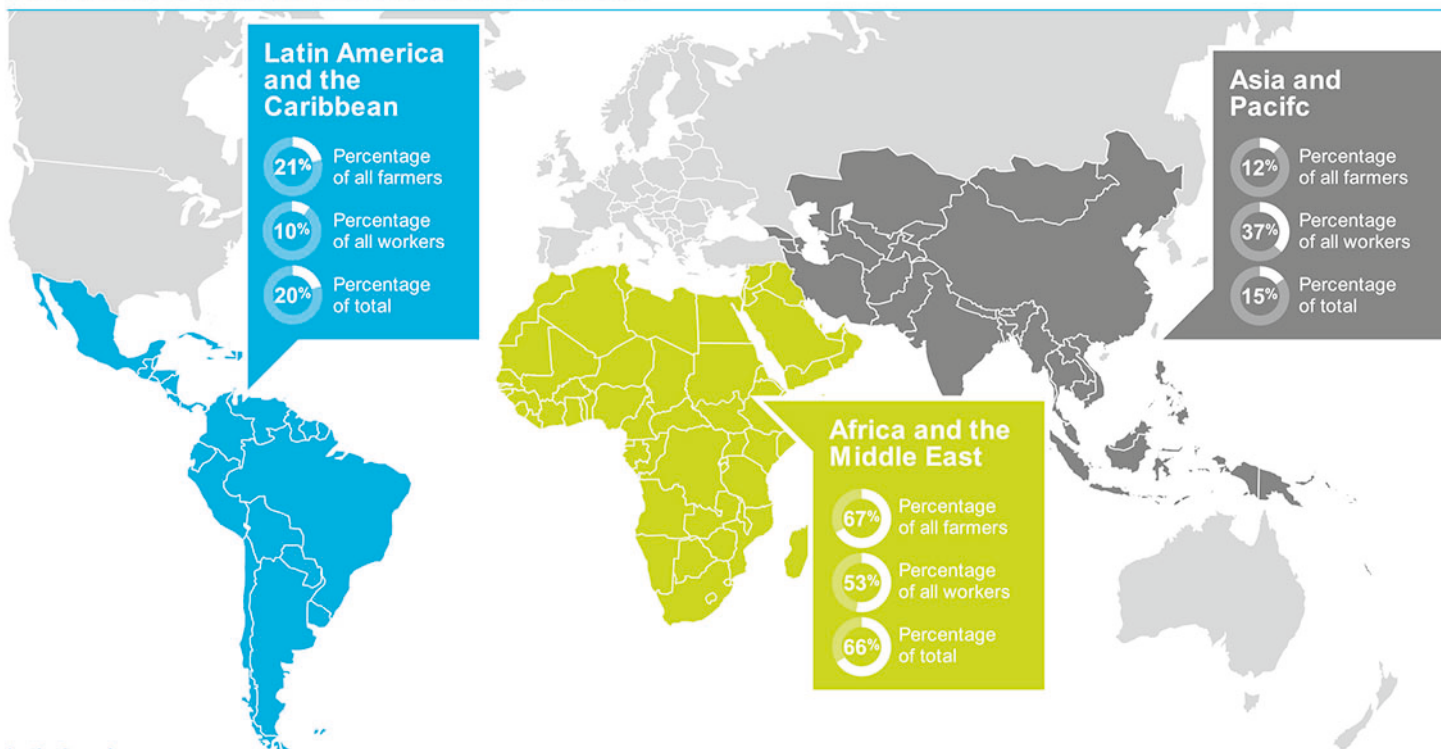 Latin America
and the
Caribbean
21%
Percentage
of all farmers
10%
Percentage
of all workers
20%
Percentage
of total
Asia and
Pacifc
12%
Percentage
of all farmers
37%
Percentage
of all workers
15%
Percentage
of total
Africa and the
Middle East
67%
Percentage
of all farmers
53%
Percentage
of all workers
66%
Percentage
of total